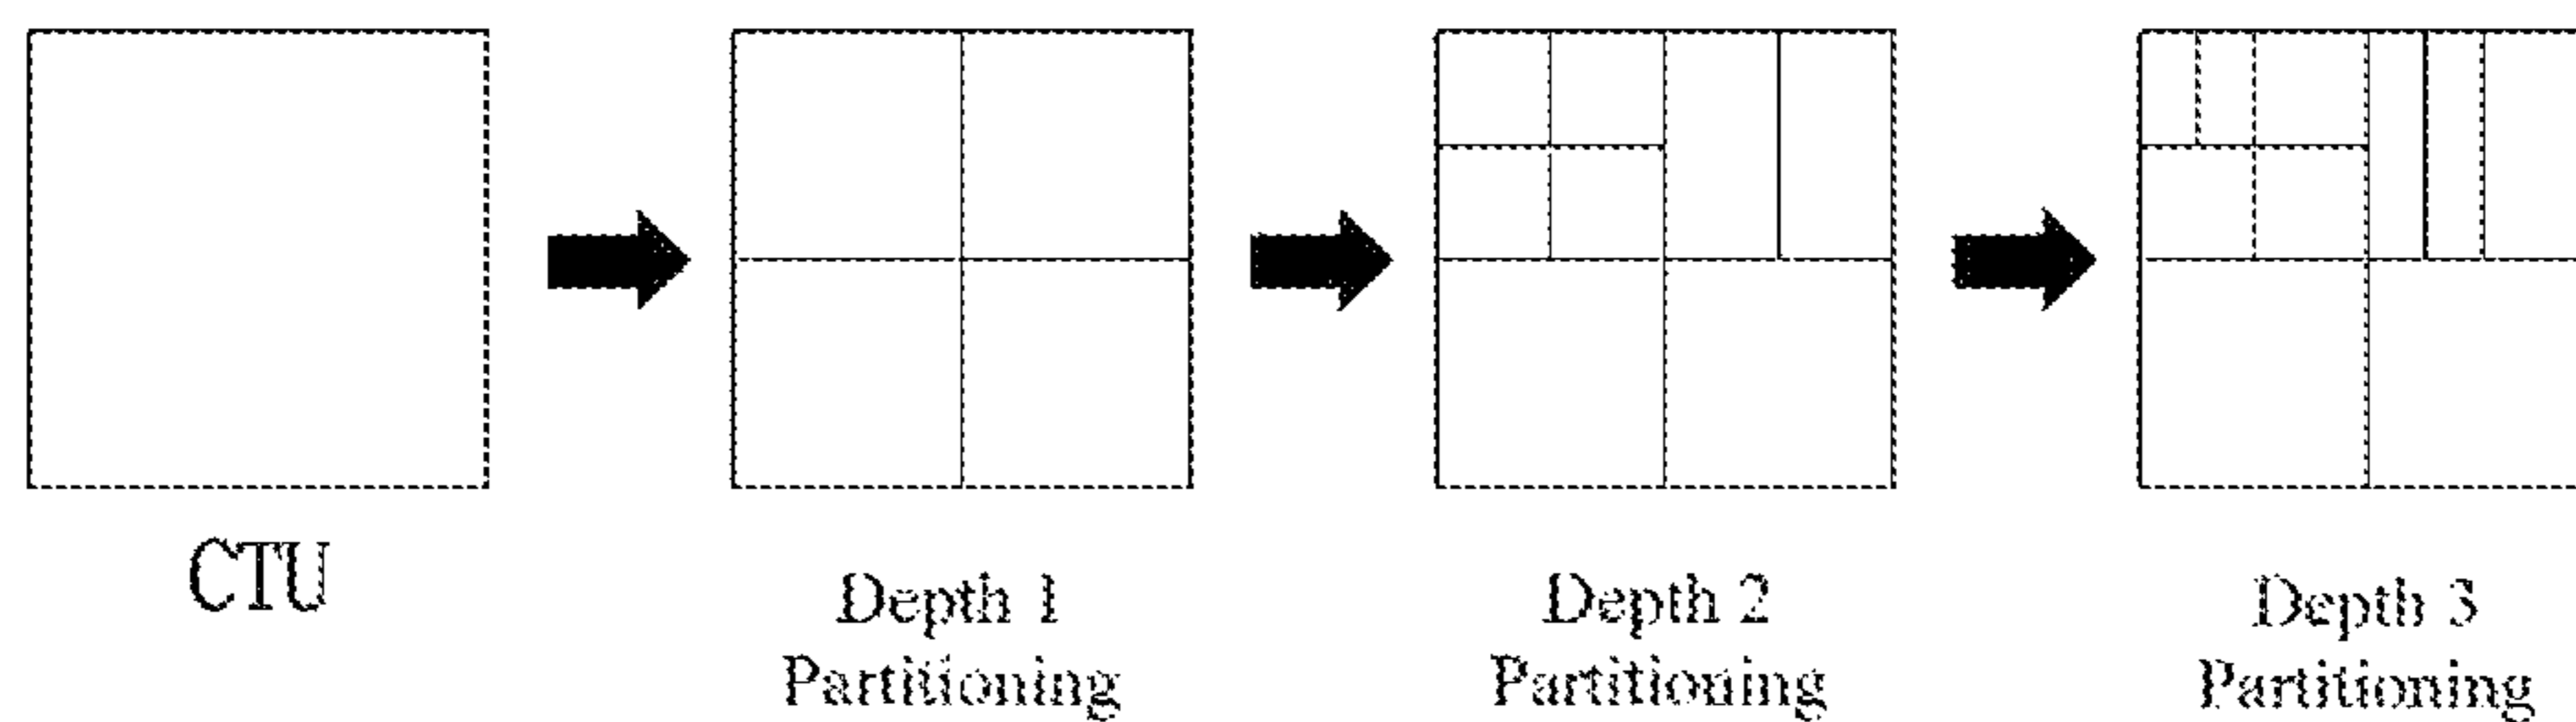 CTU
Depth 1
Partitioning
Depth 2
Partitioning
Depth 3
Partitioning